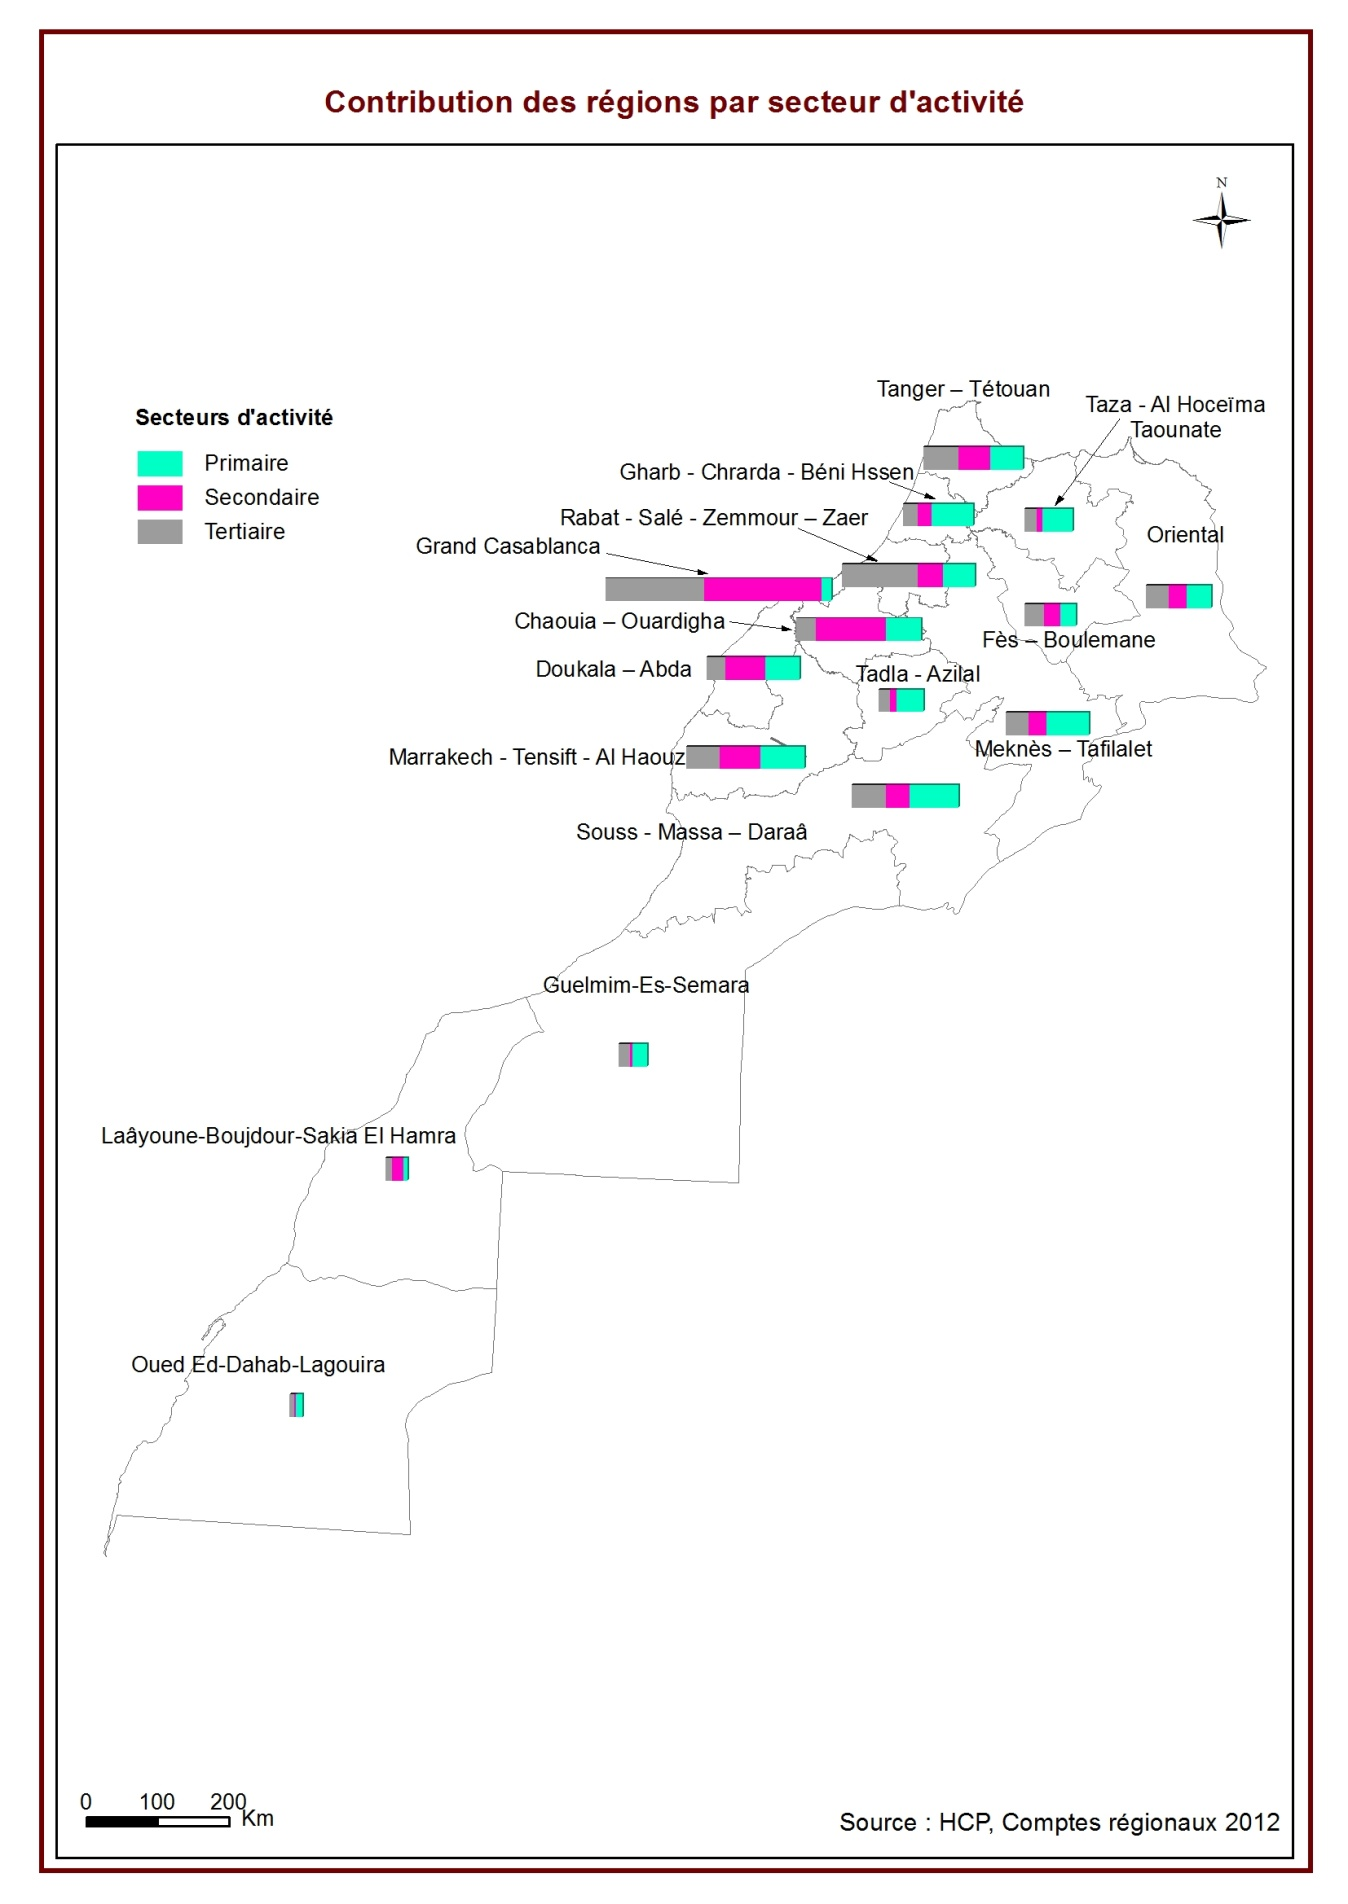 Contribution des régions par secteur d'activité
N
Tanger – Tétouan
Taza - Al Hoceïma
Taounate
Secteurs d'activité
Primaire
Secondaire
Tertiaire
Gharb - Chrarda - Béni Hssen
Rabat - Salé - Zemmour – Zaer
Oriental
Grand Casablanca
Chaouia – Ouardigha
Fès – Boulemane
Doukala – Abda
Tadla - Azilal
Meknès – Tafilalet
Marrakech - Tensift - Al Haouz
Souss - Massa – Daraâ
Guelmim-Es-Semara
Laâyoune-Boujdour-Sakia El Hamra
Oued Ed-Dahab-Lagouira
0 100 200
Km
Source : HCP, Comptes régionaux 2012